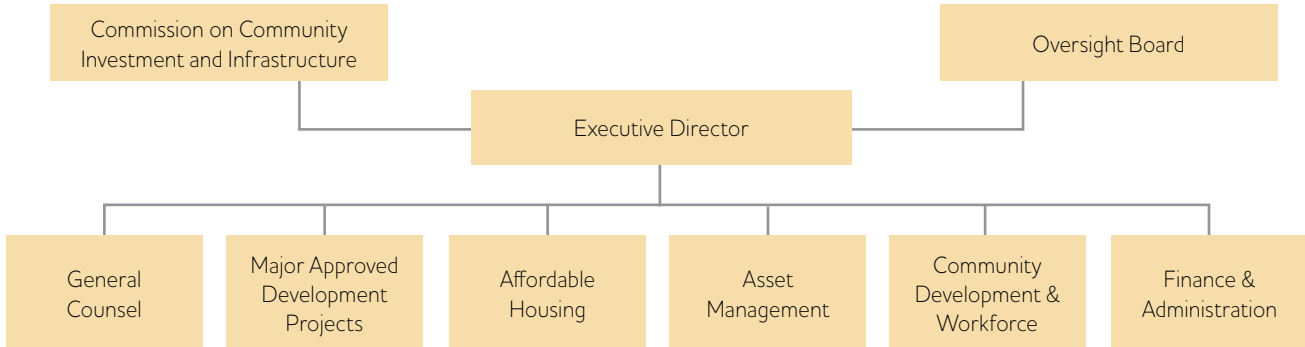 Commission on Community
Investment and Infrastructure
Oversight Board
Executive Director
General
Counsel
Major Approved
Development
Projects
Affordable
Housing
Asset
Management
Community
Development &
Workforce
Finance &
Administration